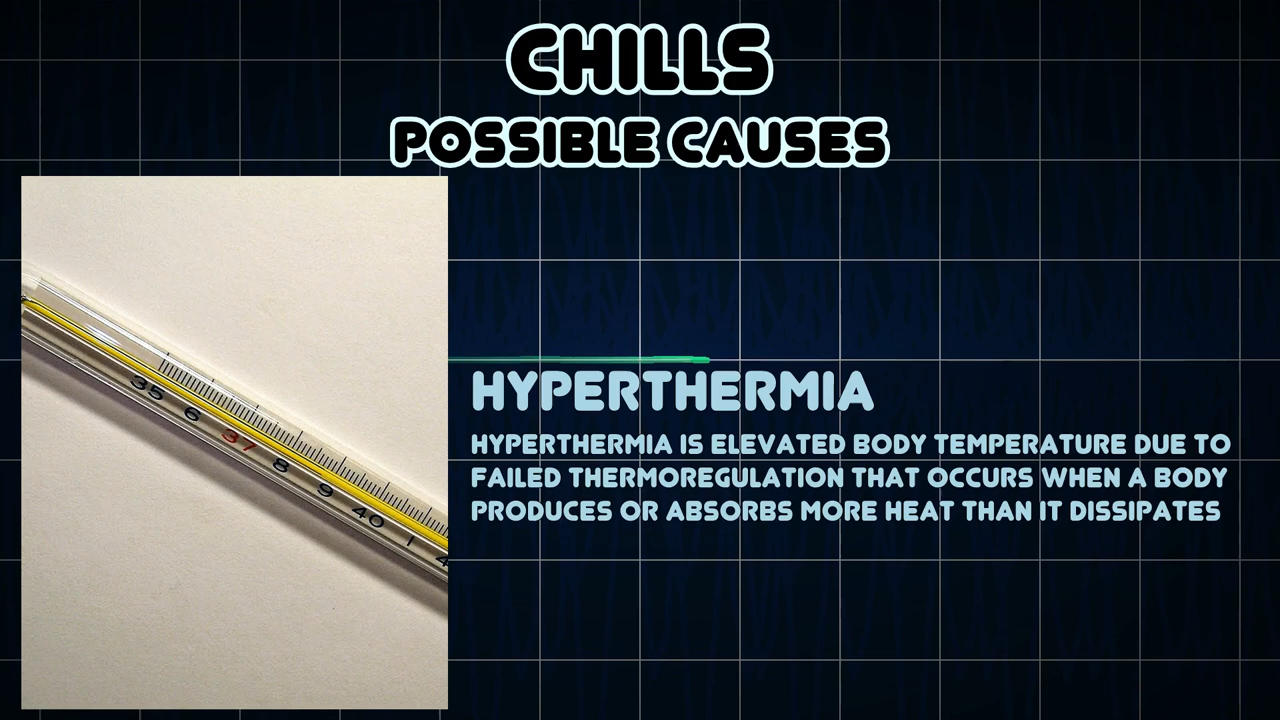 CHILLS
POSSIBLE CAUSES
35
6
37
8
9
40
1
HYPERTHERMIA
HYPERTHERMIA IS ELEVATED BODY TEMPERATURE DUE TO
FAILED THERMOREGULATION THAT OCCURS WHEN A BODY
PRODUCES OR ABSORBS MORE HEAT THAN IT DISSIPATES